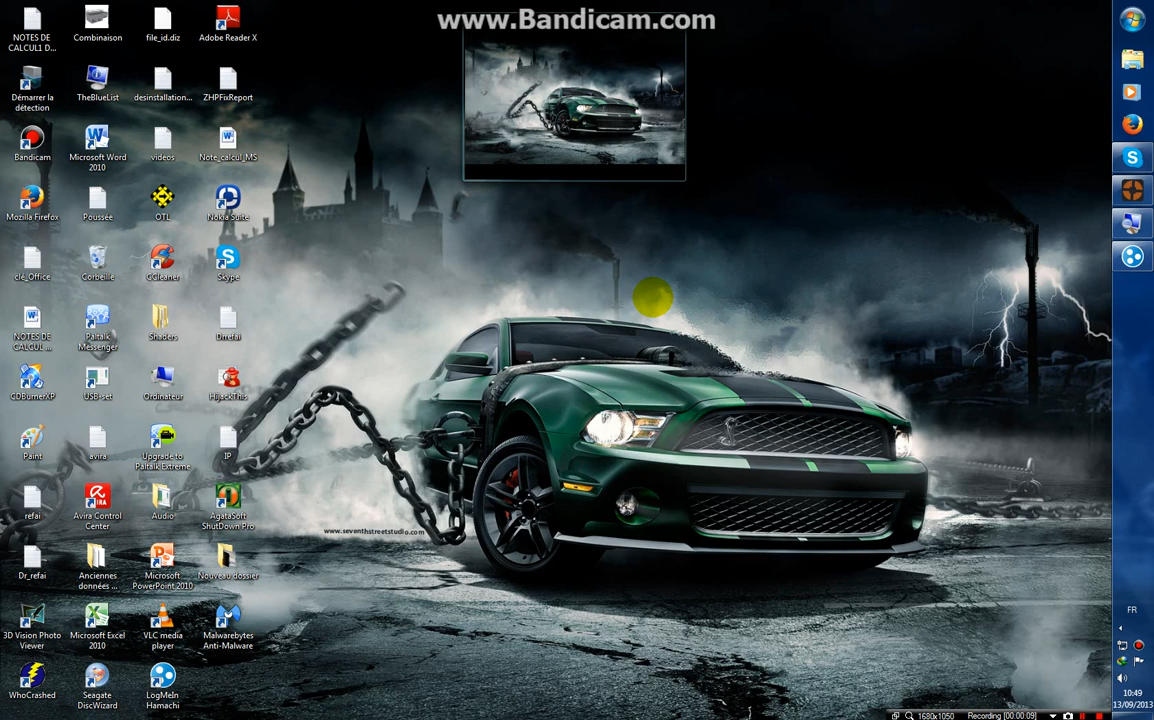 www.Bandicam.com
NOTES DE
CALCUL1 D...
Combinaison
file_id.diz
Adobe Reader X
Démarrer la
détection
TheBlueList
desinstallation...
ZHPFixReport
Bandicam
Microsoft Word
2010
videos
Note_calcul_MS
Mozilla Firefox
Poussée
OTL
Nokia Suite
clé_Office
Corbeille
CCleaner
Skype
NOTES DE
CALCUL ...
Paltalk
Messenger
Shaders
Drrefai
CDBurnerXP
USB-set
Ordinateur
HijackThis
Paint
avira
Upgrade to
Paltalk Extreme
IP
refai
Avira Control
Center
Audio
AgataSoft
ShutDown Pro
www.seventhstreetstudio.com
Dr_refai
Anciennes
données ...
Microsoft
PowerPoint 2010
Nouveau dossier
3D Vision Photo
Viewer
Microsoft Excel
2010
VLC media
player
Malwarebytes
Anti-Malware
WhoCrashed
Seagate
DiscWizard
LogMeIn
Hamachi
FR
10:49
13/09/2013
1680x1050
Recording [00:00:09]